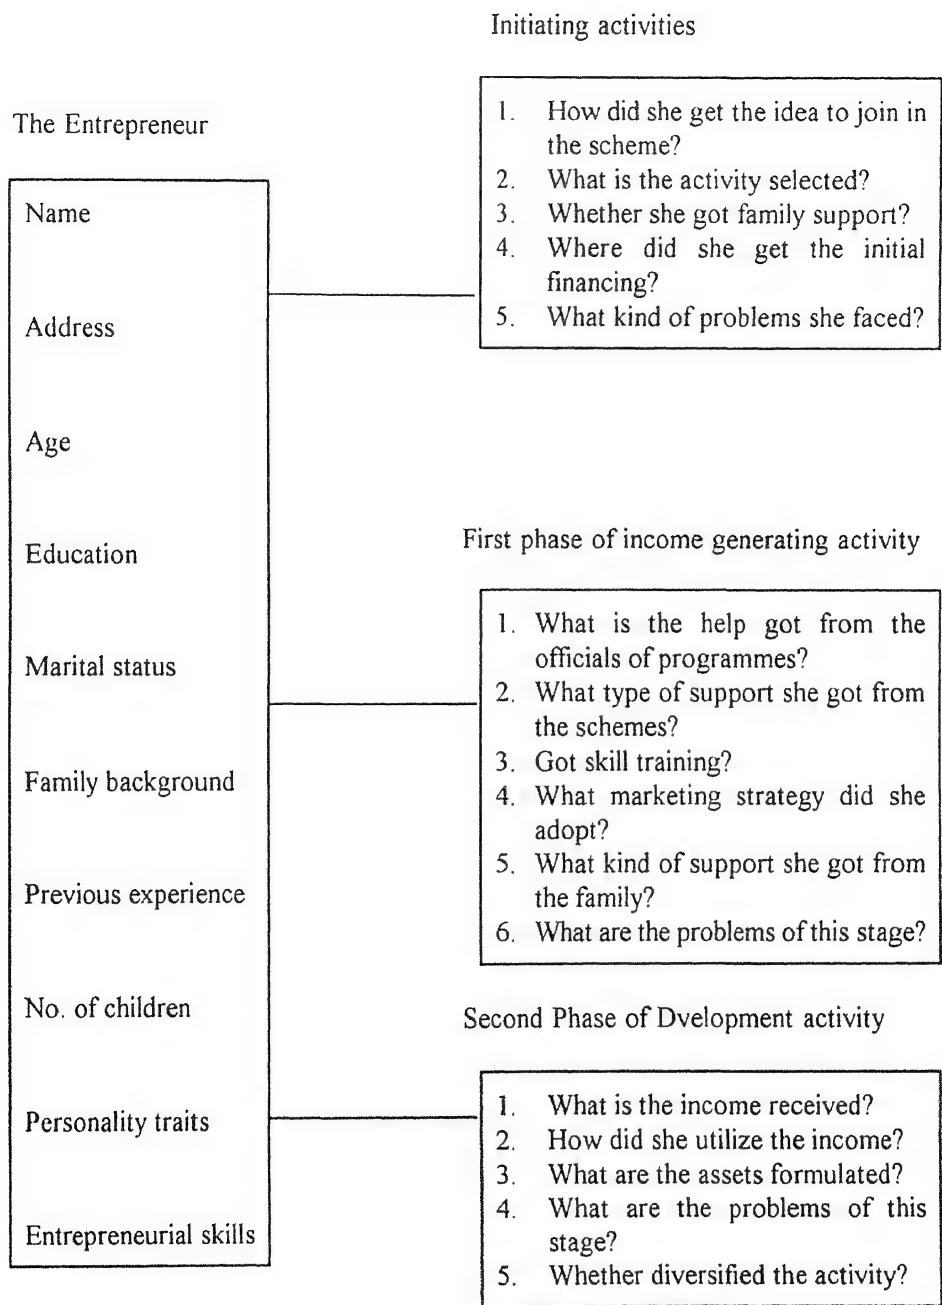 Initiating activities
The Entrepreneur
Name
Address
Age
Education
Marital status
Family background
Previous experience
No. of children
Personality traits
Entrepreneurial skills
1. How did she get the idea to join in
the scheme?
2. What is the activity selected?
3. Whether she got family support?
4. Where did she get the initial
financing?
5. What kind of problems she faced?
First phase of income generating activity
1. What is the help got from the
officials of programmes?
2. What type of support she got from
the schemes?
3. Got skill training?
4. What marketing strategy did she
adopt?
5. What kind of support she got from
the family?
6. What are the problems of this stage?
Second Phase of Dvelopment activity
1. What is the income received?
2. How did she utilize the income?
3. What are the assets formulated?
4. What are the problems of this
stage?
5. Whether diversified the activity?